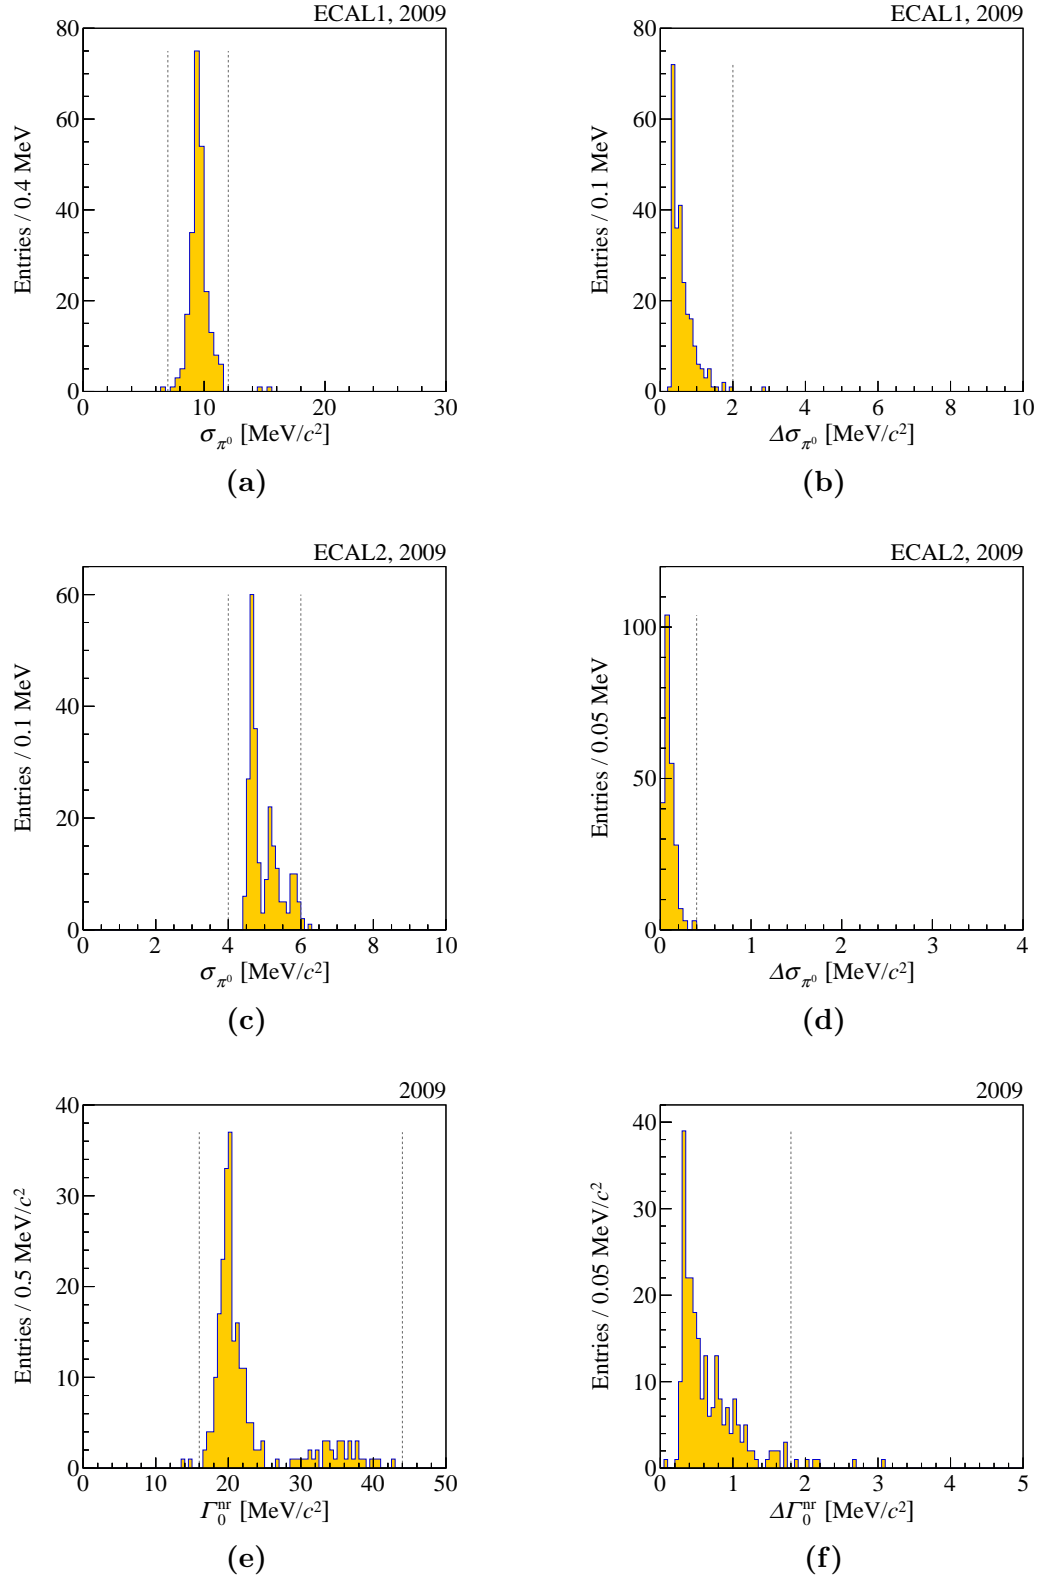 ECAL1, 2009
Entries / 0.4 MeV
80
60
40
20
0
0 10 20 30
σπ⁰ [MeV/c²]
(a)
ECAL1, 2009
Entries / 0.1 MeV
80
60
40
20
0
0 2 4 6 8 10
Δσπ⁰ [MeV/c²]
(b)
ECAL2, 2009
Entries / 0.1 MeV
60
40
20
0
0 2 4 6 8 10
σπ⁰ [MeV/c²]
(c)
ECAL2, 2009
Entries / 0.05 MeV
100
50
0
0 1 2 3 4
Δσπ⁰ [MeV/c²]
(d)
2009
Entries / 0.5 MeV/c²
40
30
20
10
0
0 10 20 30 40 50
Γ₀ⁿʳ [MeV/c²]
(e)
2009
Entries / 0.05 MeV/c²
40
30
20
10
0
0 1 2 3 4 5
ΔΓ₀ⁿʳ [MeV/c²]
(f)